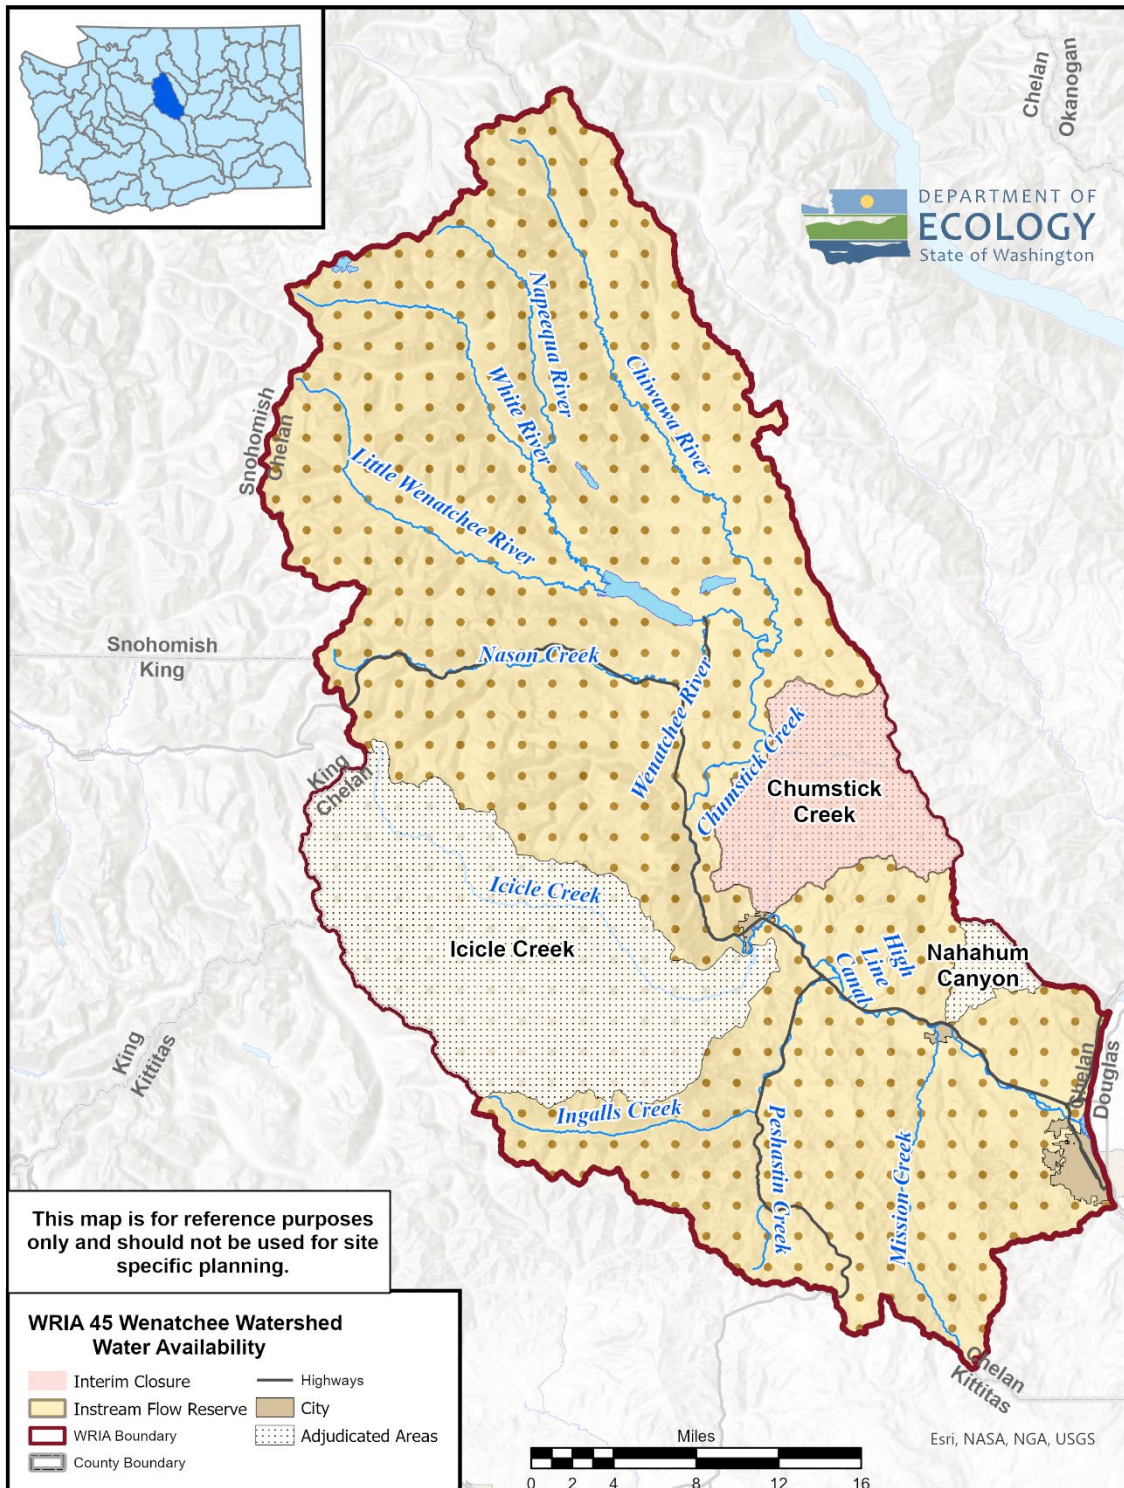 Chelan
Okanogan
DEPARTMENT OF
ECOLOGY
State of Washington
Napeequa River
White River
Chiwawa River
Snohomish
Chelan
Little Wenatchee River
Snohomish
King
Nason Creek
Wenatchee River
Chumstick Creek
King
Chelan
Chumstick
Creek
Icicle Creek
Icicle Creek
High
Line
Canal
Nahahum
Canyon
King
Kittitas
Chelan
Douglas
Ingalls Creek
Peshastin Creek
Mission Creek
This map is for reference purposes
only and should not be used for site
specific planning.
Chelan
Kittitas
WRIA 45 Wenatchee Watershed
Water Availability
Interim Closure
Highways
Instream Flow Reserve
City
WRIA Boundary
Adjudicated Areas
County Boundary
Miles
0 2 4 8 12 16
Esri, NASA, NGA, USGS